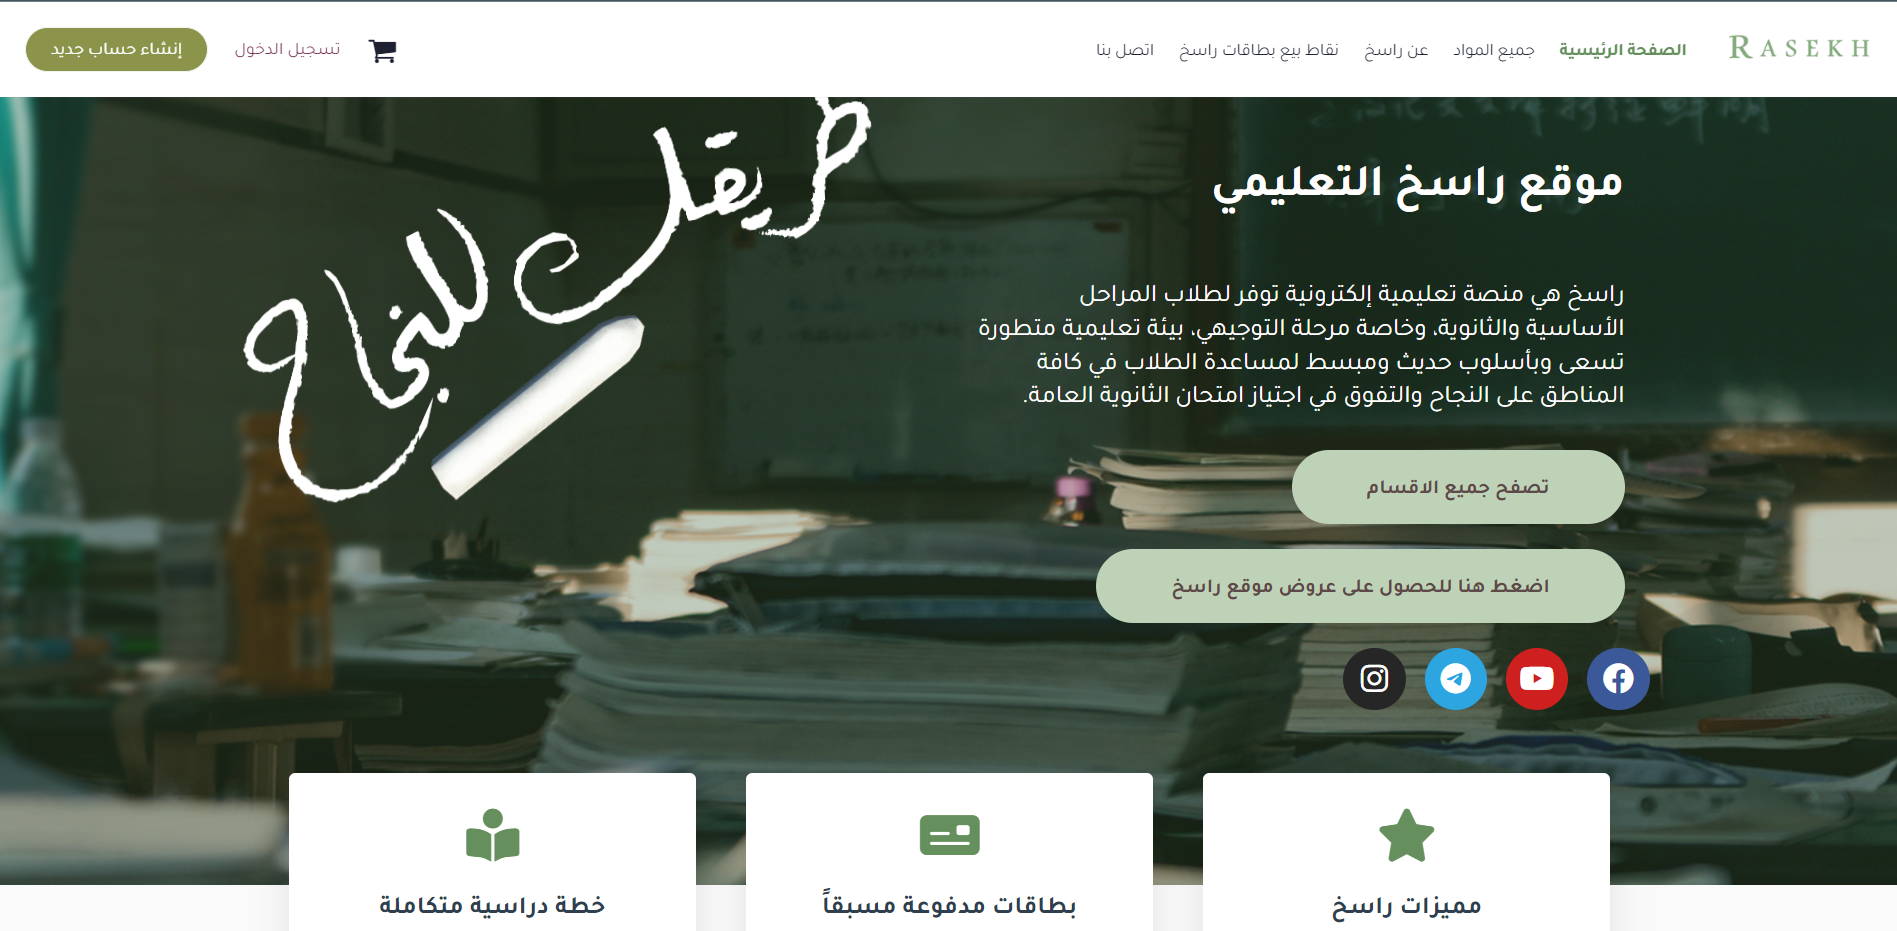 RASEKH
الصفحة الرئيسية
جميع المواد
عن راسخ
نقاط بيع بطاقات راسخ
اتصل بنا
تسجيل الدخول
إنشاء حساب جديد
طريقك للنجاح
موقع راسخ التعليمي
راسخ هي منصة تعليمية إلكترونية توفر لطلاب المراحل
الأساسية والثانوية، وخاصة مرحلة التوجيهي، بيئة تعليمية متطورة
تسعى وبأسلوب حديث ومبسط لمساعدة الطلاب في كافة
المناطق على النجاح والتفوق في اجتياز امتحان الثانوية العامة.
تصفح جميع الاقسام
اضغط هنا للحصول على عروض موقع راسخ
مميزات راسخ
بطاقات مدفوعة مسبقاً
خطة دراسية متكاملة